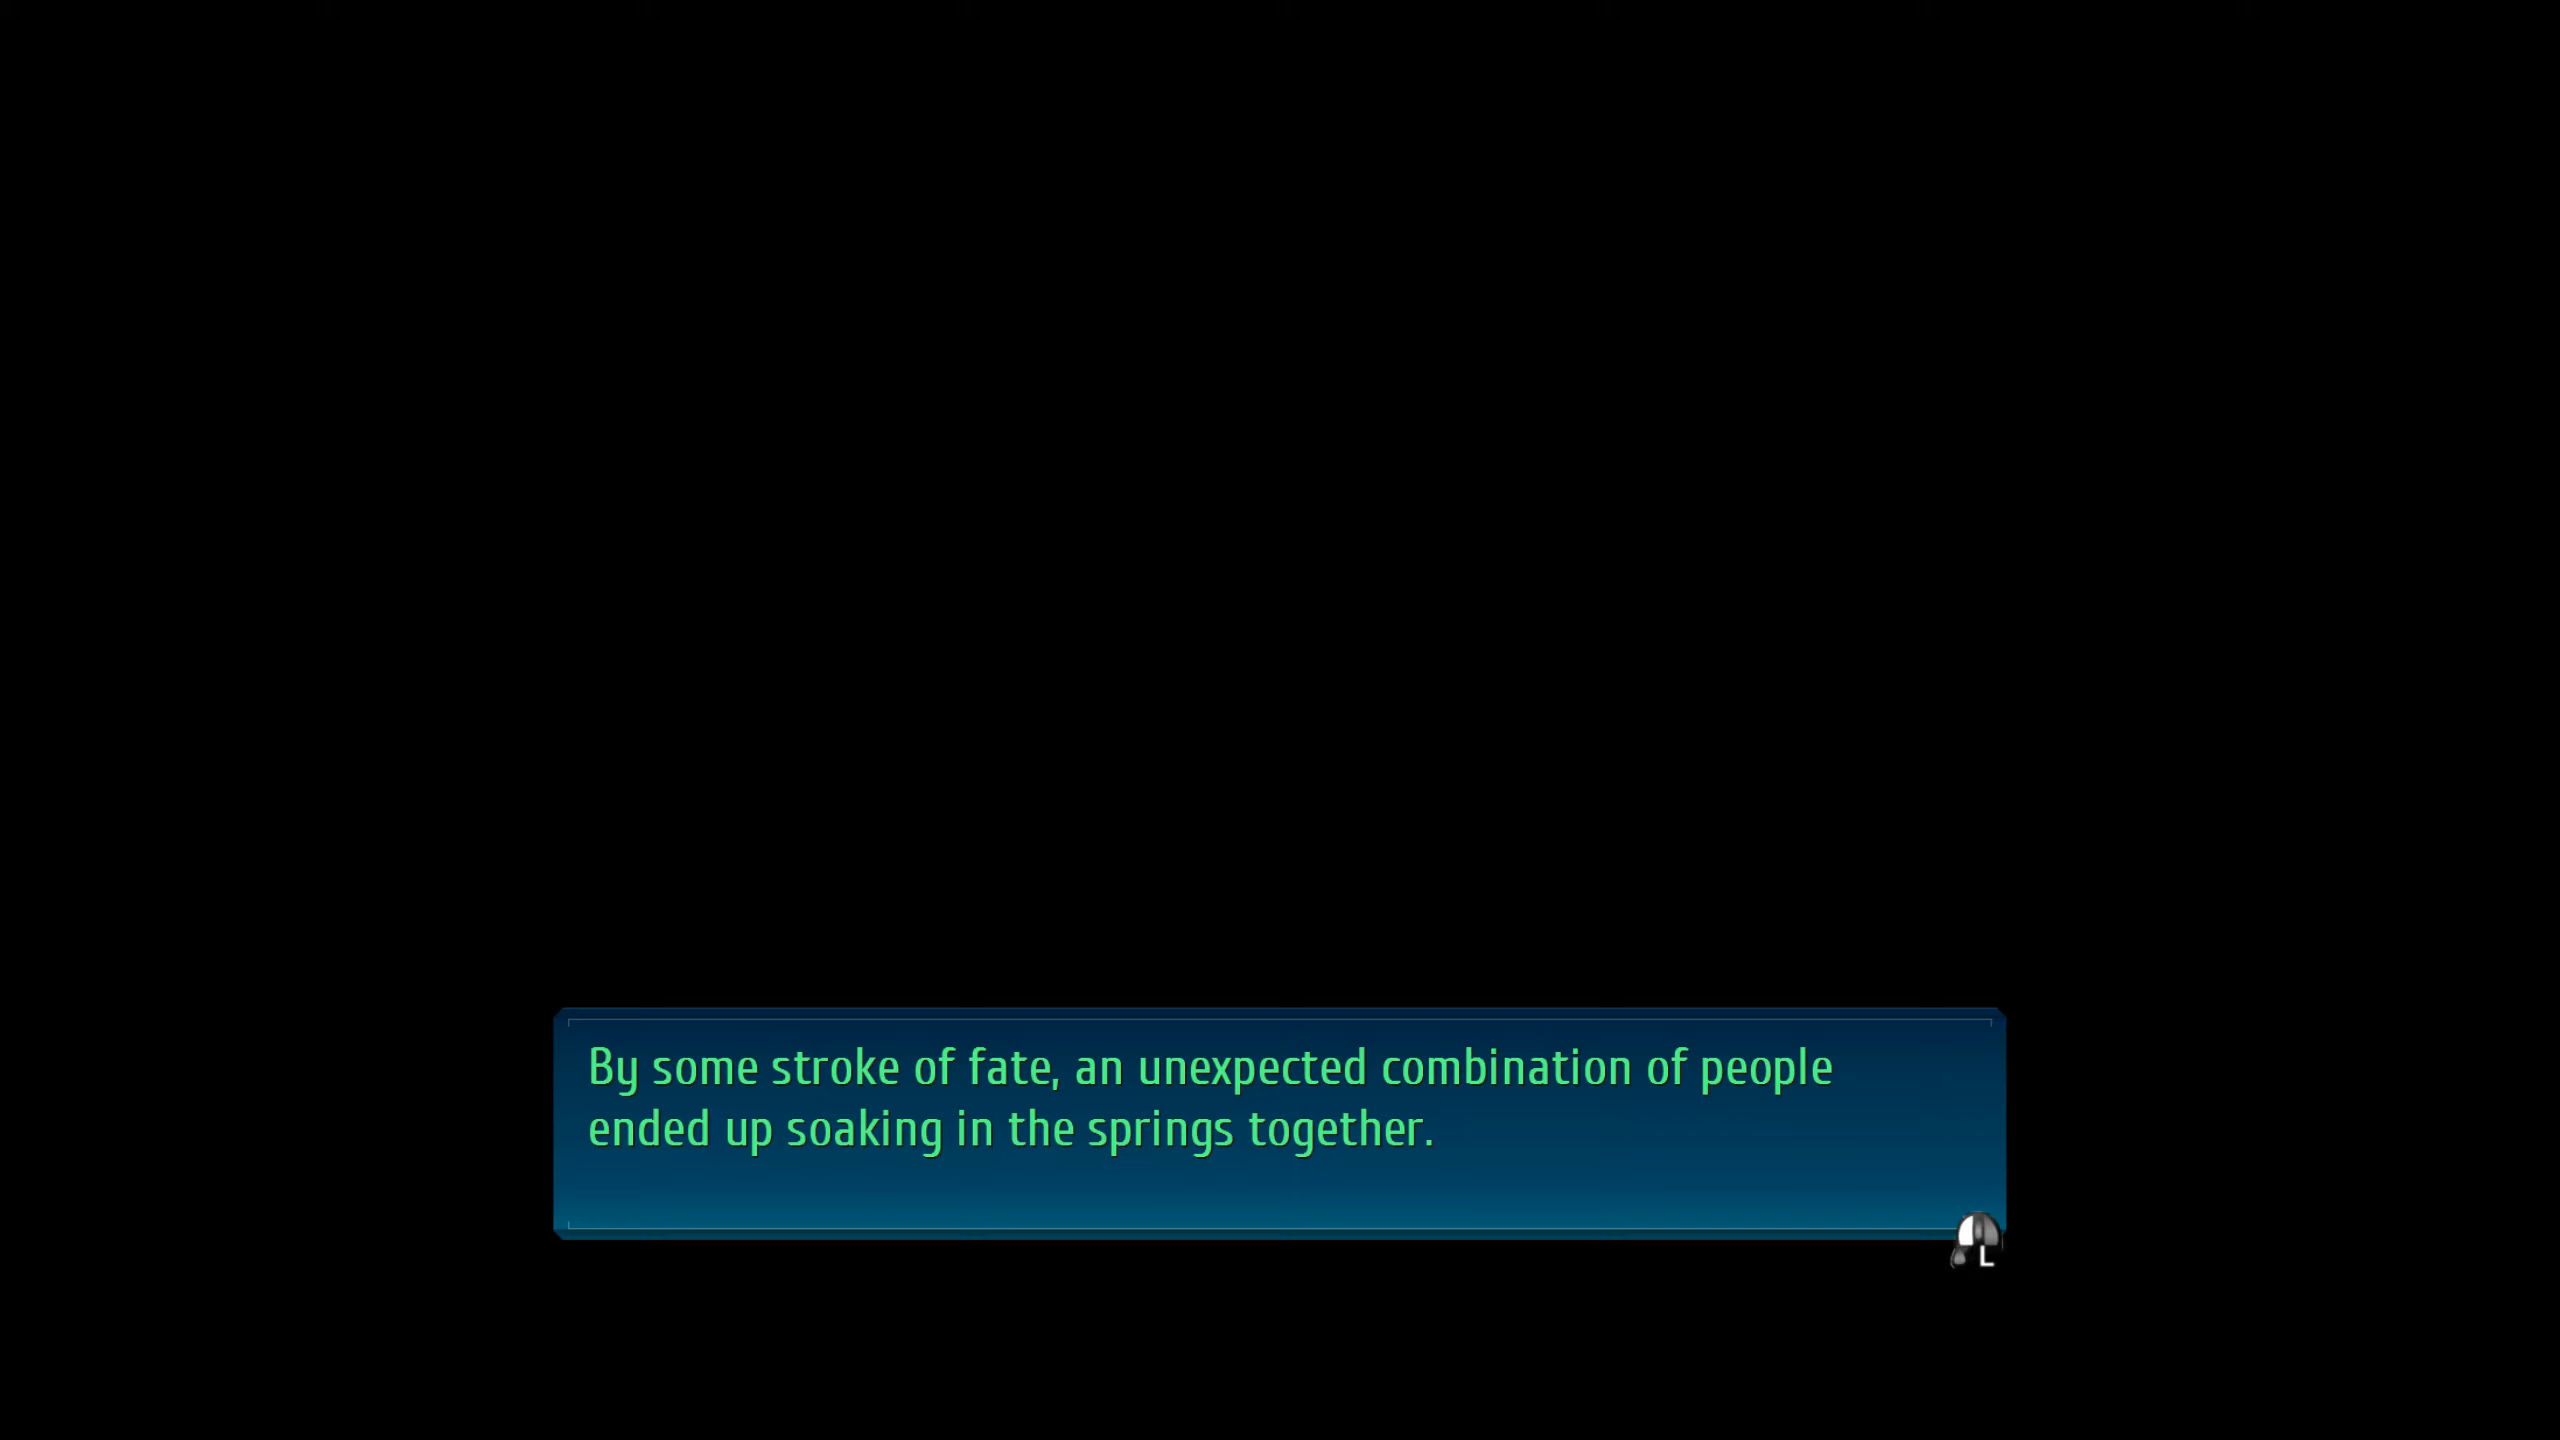 By some stroke of fate, an unexpected combination of people
ended up soaking in the springs together.
L